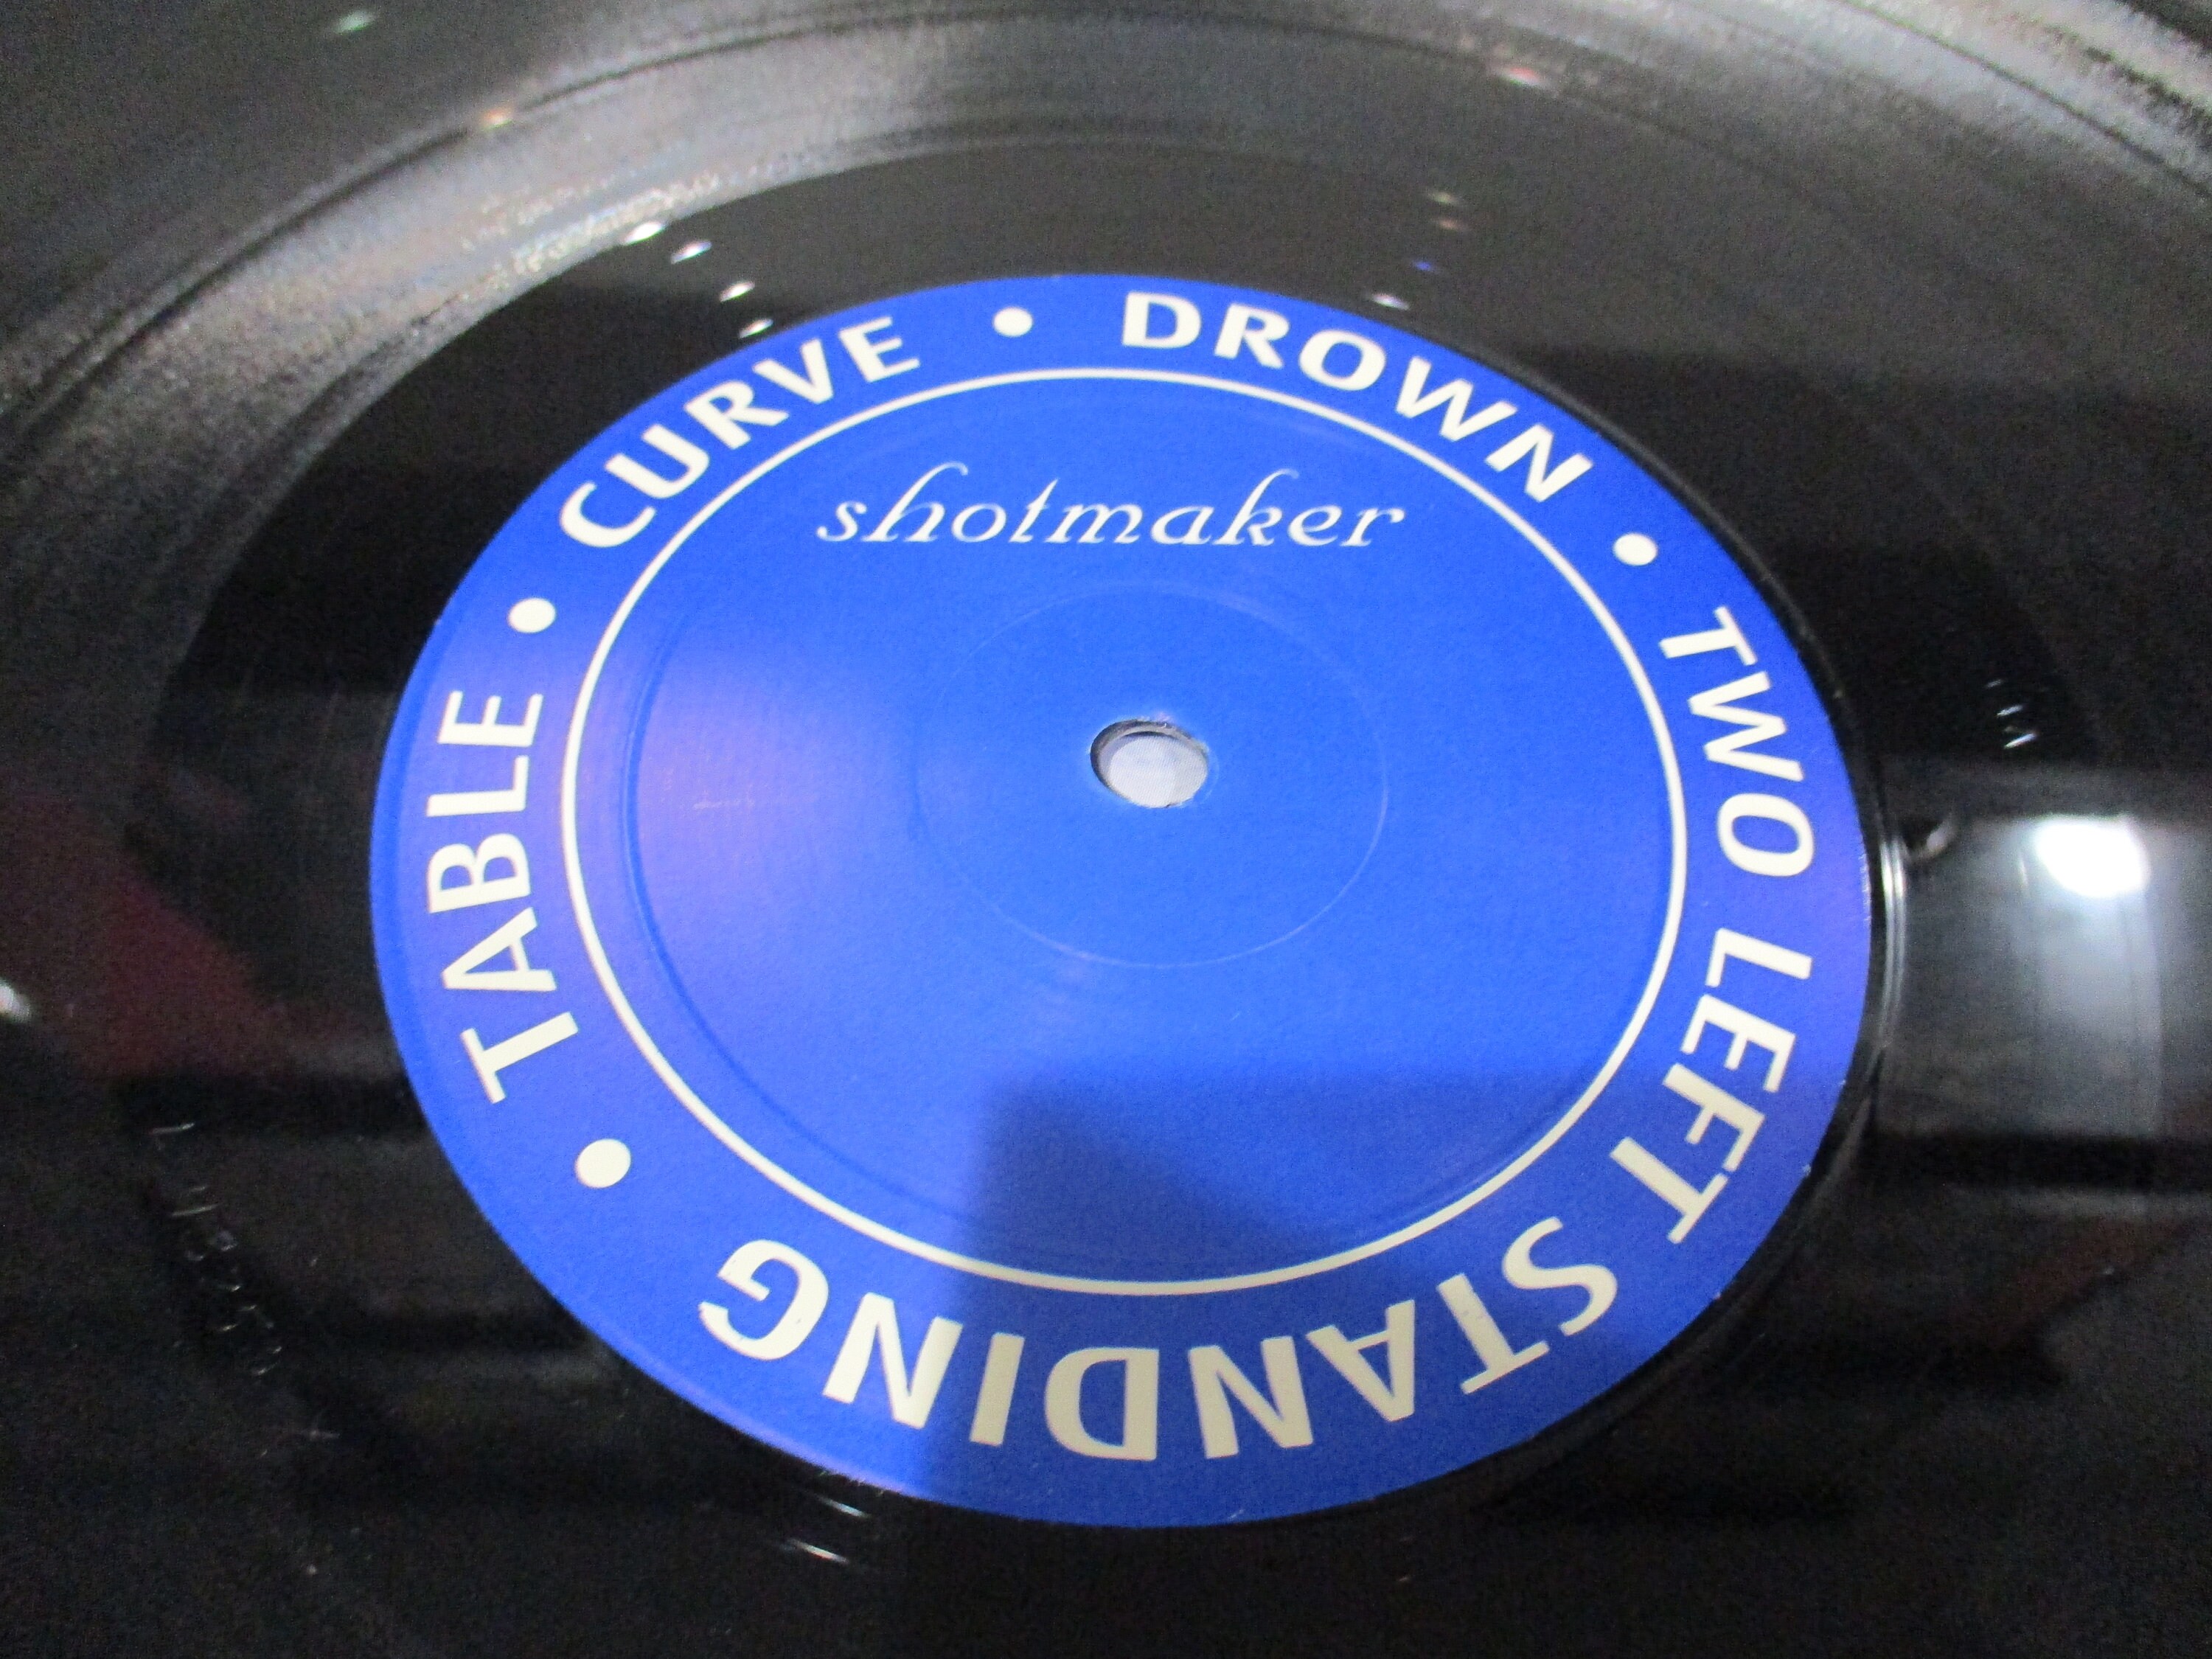 shotmaker
CURVE • DROWN • TWO LEFT STANDING • TABLE •